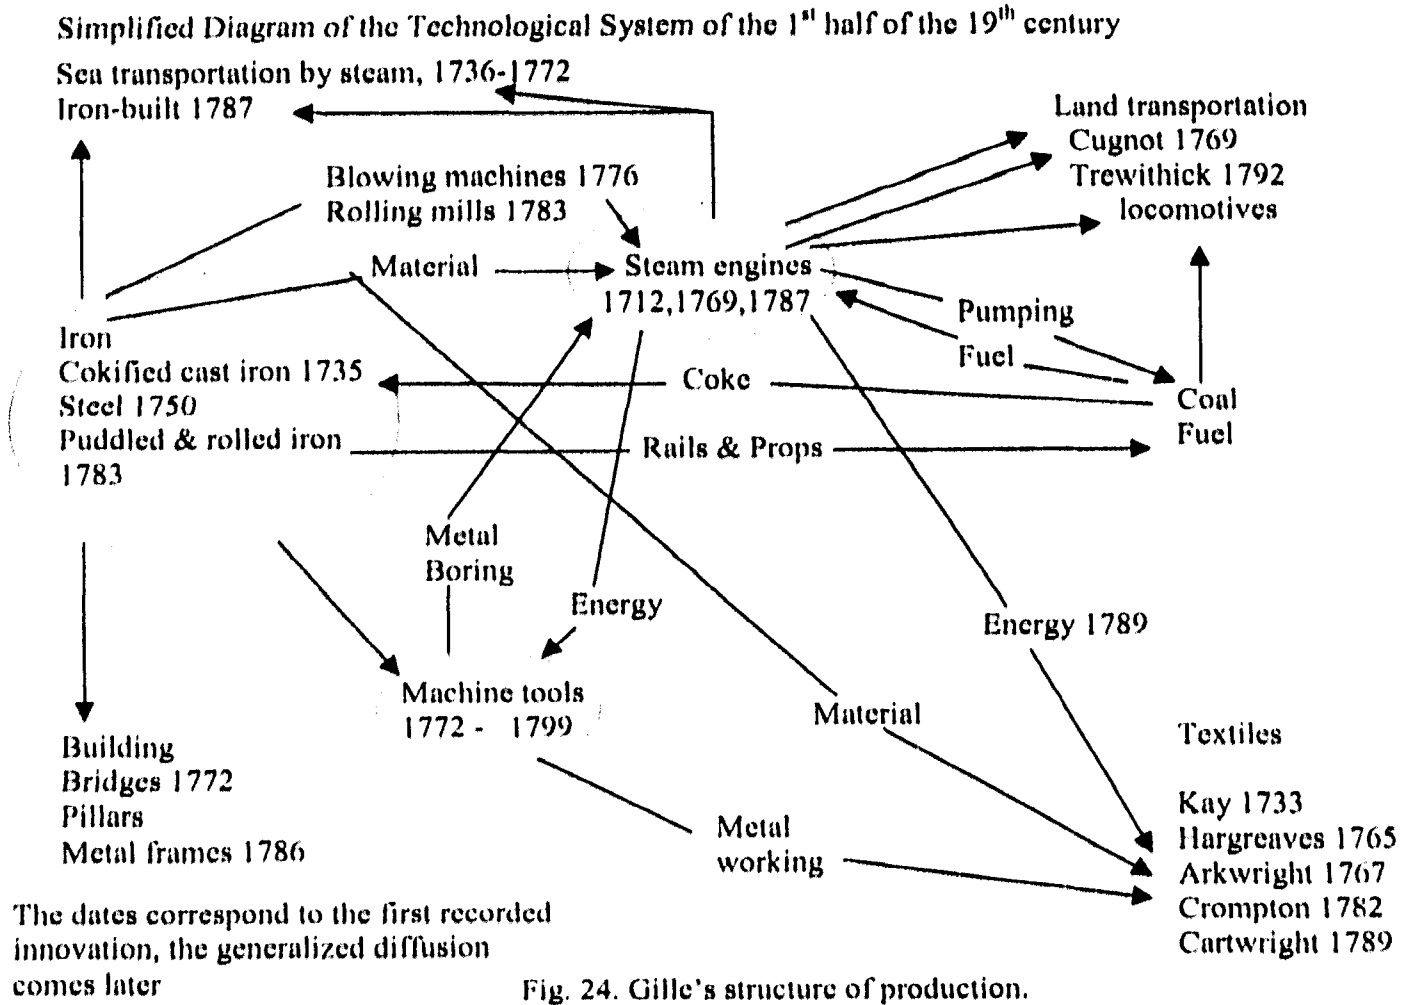 Simplified Diagram of the Technological System of the 1st half of the 19th century
Sea transportation by steam, 1736-1772
Iron-built 1787
Land transportation
Cugnot 1769
Trewithick 1792
locomotives
Blowing machines 1776
Rolling mills 1783
Material
Steam engines
1712,1769,1787
Pumping
Fuel
Iron
Cokified cast iron 1735
Steel 1750
Puddled & rolled iron
1783
Coke
Rails & Props
Coal
Fuel
Metal
Boring
Energy
Energy 1789
Machine tools
1772 - 1799
Material
Building
Bridges 1772
Pillars
Metal frames 1786
Metal
working
Textiles
Kay 1733
Hargreaves 1765
Arkwright 1767
Crompton 1782
Cartwright 1789
The dates correspond to the first recorded
innovation, the generalized diffusion
comes later
Fig. 24. Gille's structure of production.